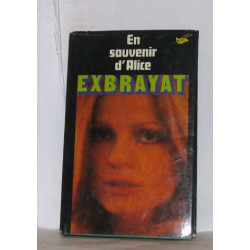 En
souvenir
d'Alice
EXBRAYAT